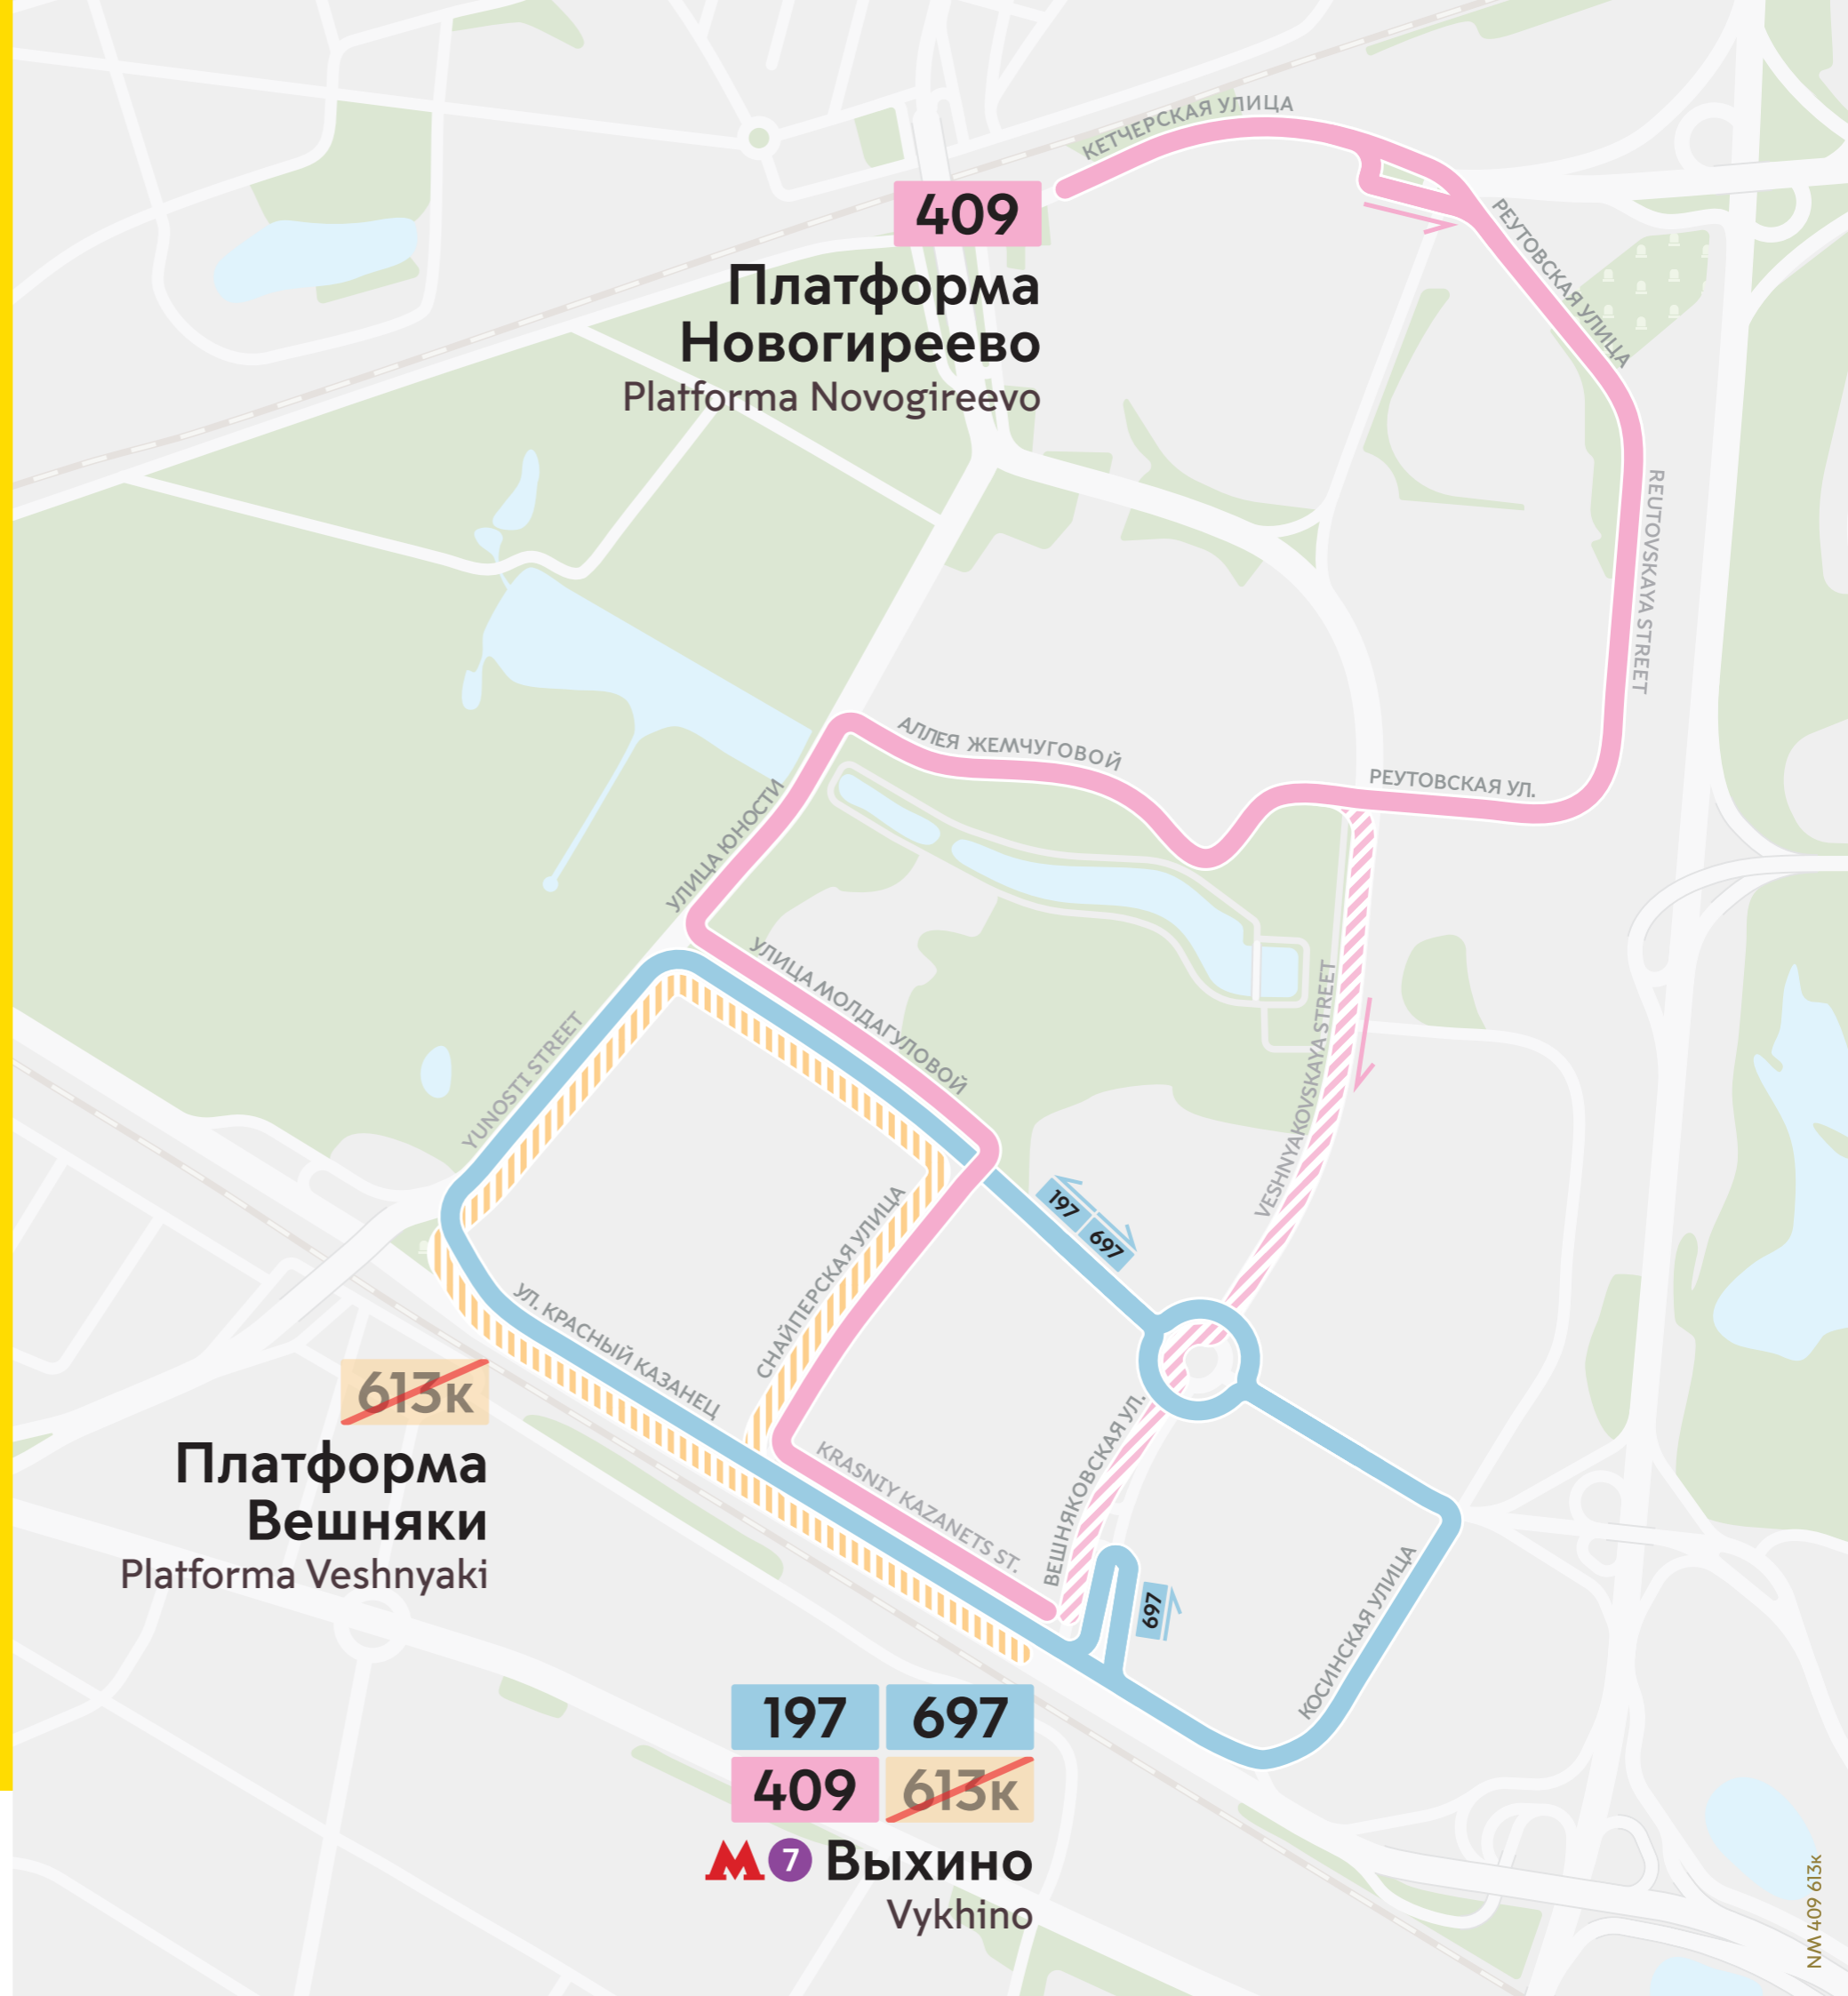 КЕТЧЕРСКАЯ УЛИЦА
409
Платформа
Новогиреево
Platforma Novogireevo
РЕУТОВСКАЯ УЛИЦА
REUTOVSKAYA STREET
АЛЛЕЯ ЖЕМЧУГОВОЙ
РЕУТОВСКАЯ УЛ.
УЛИЦА ЮНОСТИ
УЛИЦА МОЛДАГУЛОВОЙ
YUNOSTI STREET
VESHNYAKOVSKAYA STREET
197
697
СНАЙПЕРСКАЯ УЛИЦА
УЛ. КРАСНЫЙ КАЗАНЕЦ
613к
Платформа
Вешняки
Platforma Veshnyaki
KRASNIY KAZANETS ST.
ВЕШНЯКОВСКАЯ УЛ.
697
КОСИНСКАЯ УЛИЦА
197 697
409 613к
М 7 Выхино
Vykhino
NM 409 613к